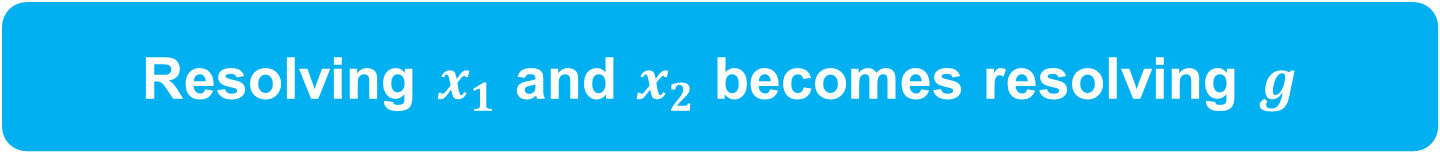 Resolving x₁ and x₂ becomes resolving g